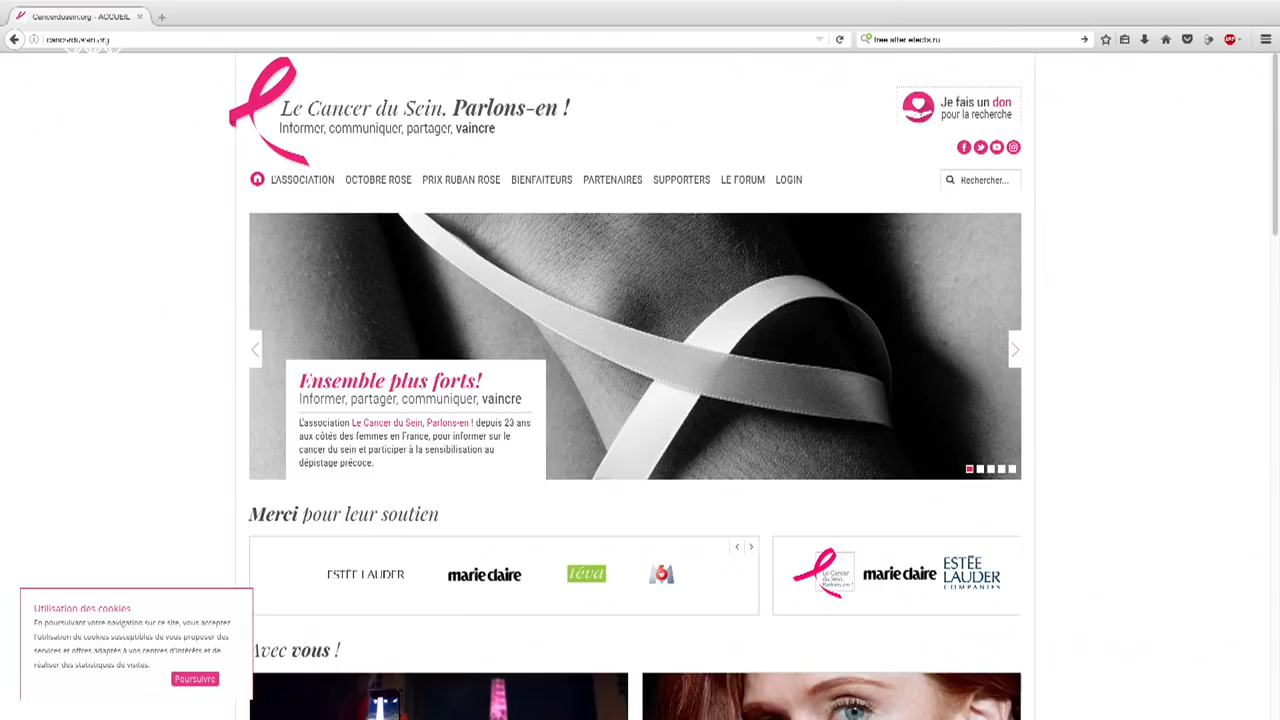 Cancerdusein.org - ACCUEIL
cancerdusein.org
Le Cancer du Sein, Parlons-en !
Informer, communiquer, partager, vaincre
Je fais un don
pour la recherche
L'ASSOCIATION OCTOBRE ROSE PRIX RUBAN ROSE BIENFAITEURS PARTENAIRES SUPPORTERS LE FORUM LOGIN
Rechercher...
Ensemble plus forts!
Informer, partager, communiquer, vaincre
L'association Le Cancer du Sein, Parlons-en ! depuis 23 ans
aux côtés des femmes en France, pour informer sur le
cancer du sein et participer à la sensibilisation au
dépistage précoce.
Merci pour leur soutien
ESTĒE LAUDER marie claire téva M6
Le Cancer
du Sein,
Parlons-en !
marie claire
ESTĒE
LAUDER
COMPANIES
Utilisation des cookies
En poursuivant votre navigation sur ce site, vous acceptez
l'utilisation de cookies susceptibles de vous proposer des
services et offres adaptés à vos centres d'intérêts et de
réaliser des statistiques de visites.
Poursuivre
Avec vous !